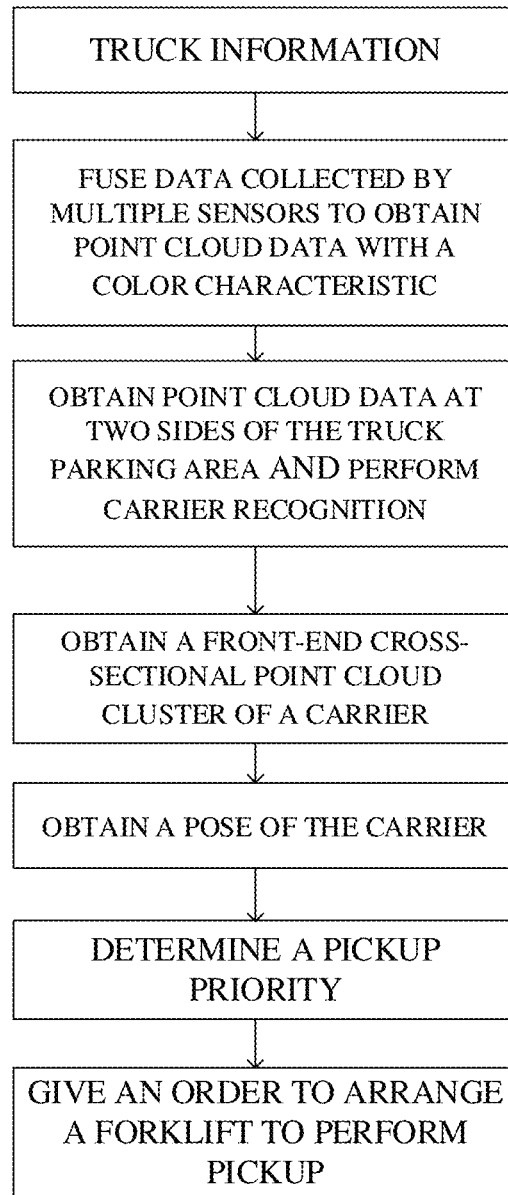 TRUCK INFORMATION
FUSE DATA COLLECTED BY
MULTIPLE SENSORS TO OBTAIN
POINT CLOUD DATA WITH A
COLOR CHARACTERISTIC
OBTAIN POINT CLOUD DATA AT
TWO SIDES OF THE TRUCK
PARKING AREA AND PERFORM
CARRIER RECOGNITION
OBTAIN A FRONT-END CROSS-
SECTIONAL POINT CLOUD
CLUSTER OF A CARRIER
OBTAIN A POSE OF THE CARRIER
DETERMINE A PICKUP
PRIORITY
GIVE AN ORDER TO ARRANGE
A FORKLIFT TO PERFORM
PICKUP